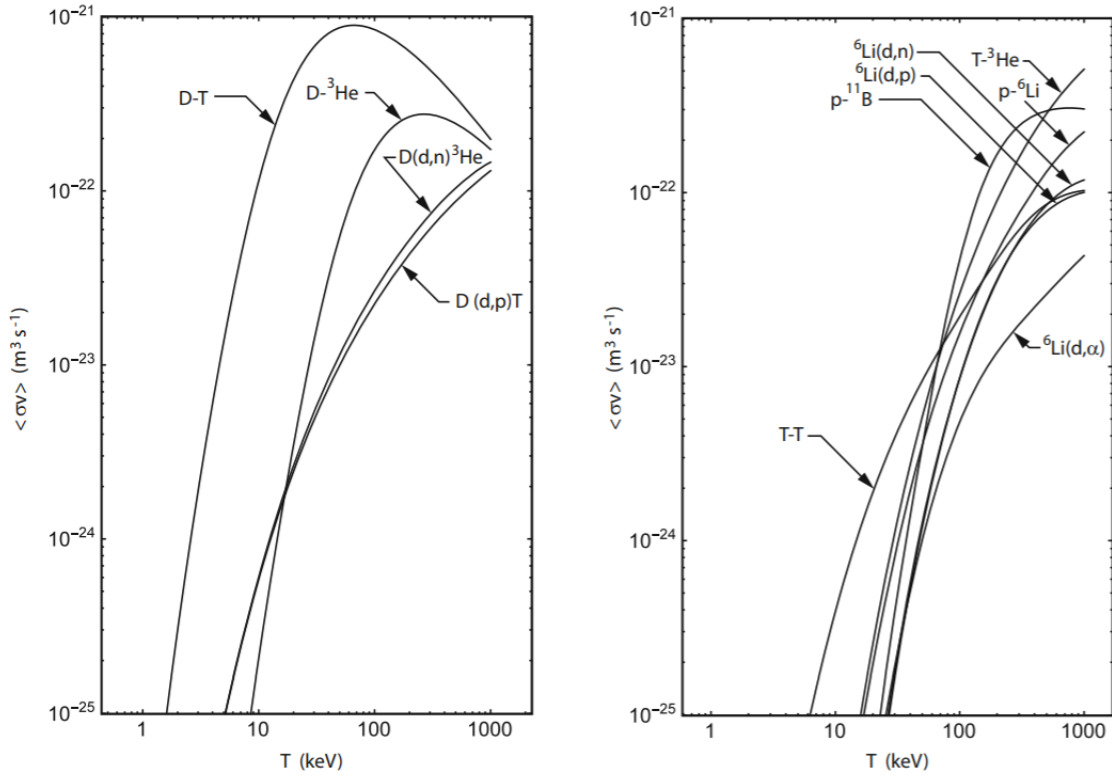 10⁻²¹
10⁻²²
10⁻²³
10⁻²⁴
10⁻²⁵
< σv > (m³ s⁻¹)
D-T
D-³He
D(d,n)³He
D (d,p)T
1
10
100
1000
T (keV)
10⁻²¹
10⁻²²
10⁻²³
10⁻²⁴
10⁻²⁵
< σv > (m³ s⁻¹)
⁶Li(d,n)
⁶Li(d,p)
p-¹¹B
T-³He
p-⁶Li
⁶Li(d,α)
T-T
1
10
100
1000
T (keV)